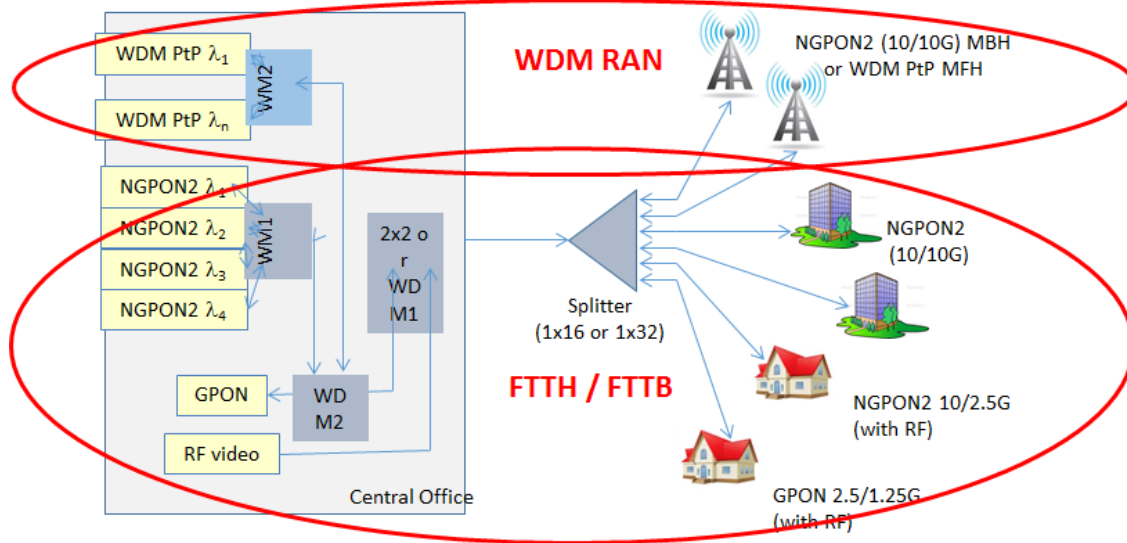 WDM PtP λ1
WM2
WDM PtP λn
WDM RAN
NGPON2 (10/10G) MBH
or WDM PtP MFH
NGPON2 λ1
NGPON2 λ2
NGPON2 λ3
NGPON2 λ4
WM1
2x2 o
r
WD
M1
Splitter
(1x16 or 1x32)
NGPON2
(10/10G)
FTTH / FTTB
GPON
WD
M2
RF video
Central Office
NGPON2 10/2.5G
(with RF)
GPON 2.5/1.25G
(with RF)